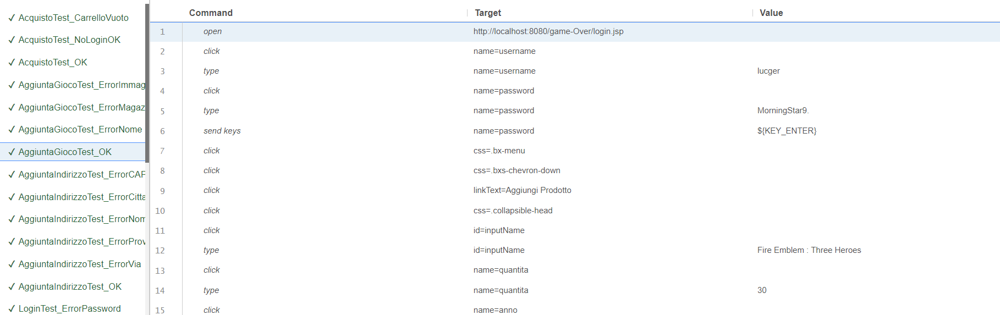 Command Target Value
✓ AcquistoTest_CarrelloVuoto
✓ AcquistoTest_NoLoginOK
✓ AcquistoTest_OK
✓ AggiuntaGiocoTest_ErrorImmag
✓ AggiuntaGiocoTest_ErrorMagaz
✓ AggiuntaGiocoTest_ErrorNome
✓ AggiuntaGiocoTest_OK
✓ AggiuntaIndirizzoTest_ErrorCAP
✓ AggiuntaIndirizzoTest_ErrorCitta
✓ AggiuntaIndirizzoTest_ErrorNom
✓ AggiuntaIndirizzoTest_ErrorProv
✓ AggiuntaIndirizzoTest_ErrorVia
✓ AggiuntaIndirizzoTest_OK
✓ LoginTest_ErrorPassword
1 open http://localhost:8080/game-Over/login.jsp
2 click name=username
3 type name=username lucger
4 click name=password
5 type name=password MorningStar9.
6 send keys name=password ${KEY_ENTER}
7 click css=.bx-menu
8 click css=.bxs-chevron-down
9 click linkText=Aggiungi Prodotto
10 click css=.collapsible-head
11 click id=inputName
12 type id=inputName Fire Emblem : Three Heroes
13 click name=quantita
14 type name=quantita 30
15 click name=anno